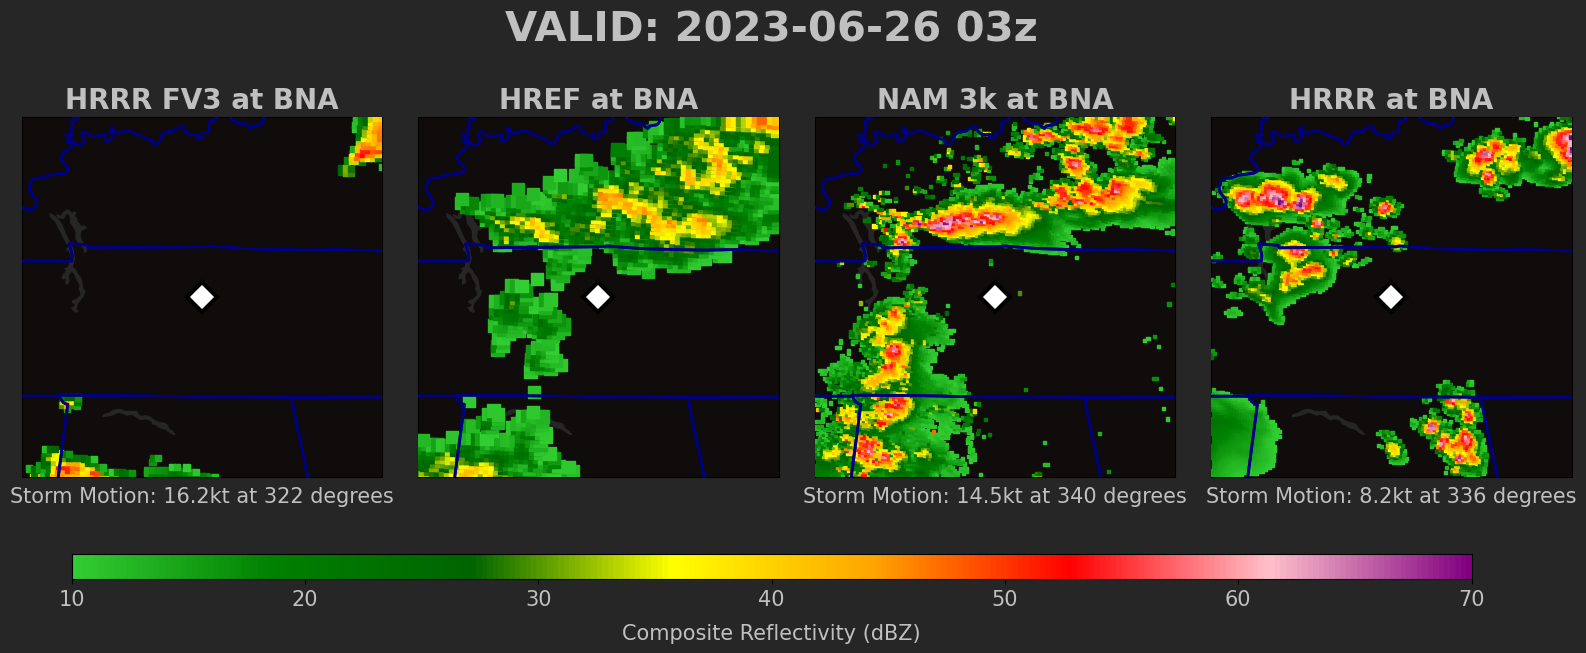 VALID: 2023-06-26 03z
HRRR FV3 at BNA
HREF at BNA
NAM 3k at BNA
HRRR at BNA
Storm Motion: 16.2kt at 322 degrees
Storm Motion: 14.5kt at 340 degrees
Storm Motion: 8.2kt at 336 degrees
10 20 30 40 50 60 70
Composite Reflectivity (dBZ)